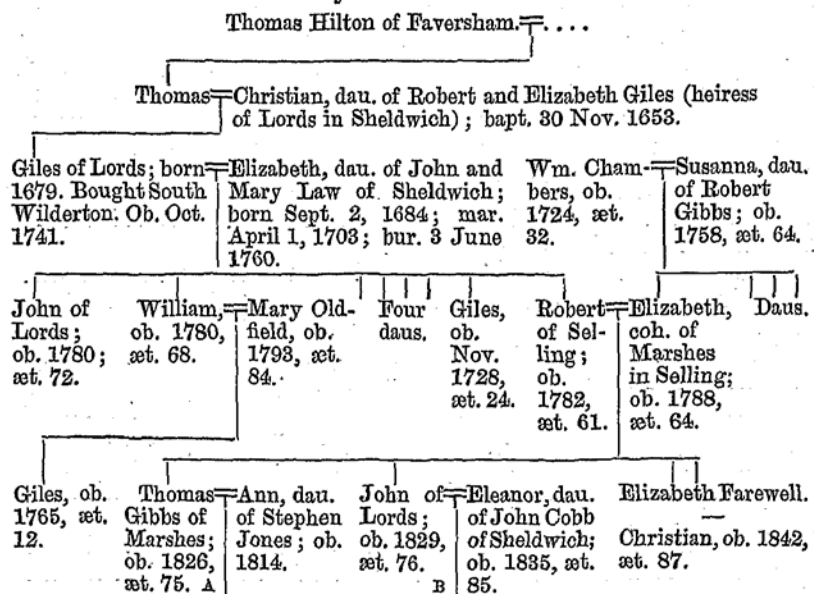 Thomas Hilton of Faversham.=....
Thomas=Christian, dau. of Robert and Elizabeth Giles (heiress
of Lords in Sheldwich); bapt. 30 Nov. 1653.
Giles of Lords; born
1679. Bought South
Wilderton. Ob. Oct.
1741.
=Elizabeth, dau. of John and
Mary Law of Sheldwich;
born Sept. 2, 1684; mar.
April 1, 1703; bur. 3 June
1760.
Wm. Cham-
bers, ob.
1724, æt.
32.
=Susanna, dau.
of Robert
Gibbs; ob.
1758, æt. 64.
John of
Lords;
ob. 1780;
æt. 72.
William,
ob. 1780,
æt. 68.
=Mary Old-
field, ob.
1793, æt.
84.
Four
daus.
Giles,
ob.
Nov.
1728,
æt. 24.
Robert
of Sel-
ling;
ob.
1782,
æt. 61.
=Elizabeth,
coh. of
Marshes
in Selling;
ob. 1788,
æt. 64.
Daus.
Giles, ob.
1765, æt.
12.
Thomas
Gibbs of
Marshes;
ob. 1826,
æt. 75. A
=Ann, dau.
of Stephen
Jones; ob.
1814.
John of
Lords;
ob. 1829,
æt. 76.
B
=Eleanor, dau.
of John Cobb
of Sheldwich;
ob. 1835, æt.
85.
Elizabeth Farewell.
—
Christian, ob. 1842,
æt. 87.